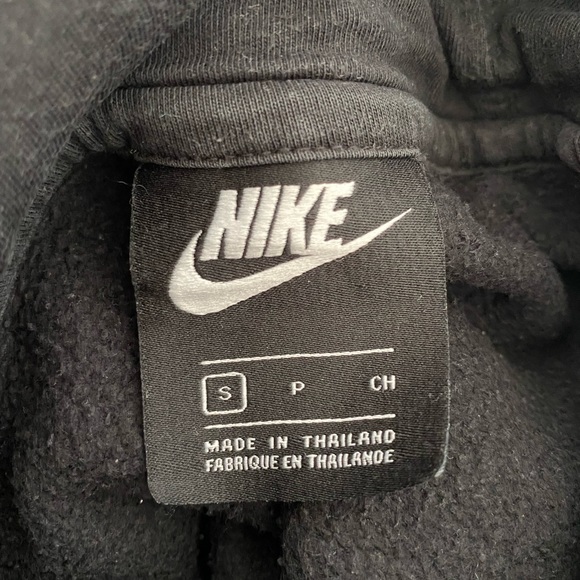 NIKE
S P CH
MADE IN THAILAND
FABRIQUE EN THAILANDE